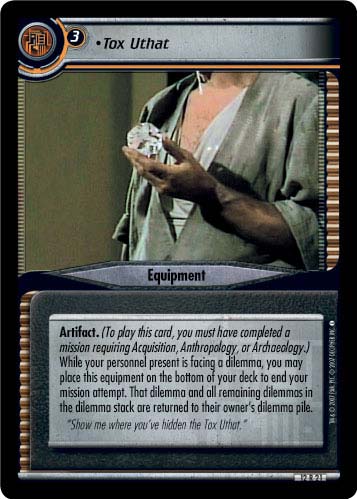 3
•Tox Uthat
Equipment
Artifact. (To play this card, you must have completed a
mission requiring Acquisition, Anthropology, or Archaeology.)
While your personnel present is facing a dilemma, you may
place this equipment on the bottom of your deck to end your
mission attempt. That dilemma and all remaining dilemmas in
the dilemma stack are returned to their owner's dilemma pile.
"Show me where you've hidden the Tox Uthat."
12 R 21